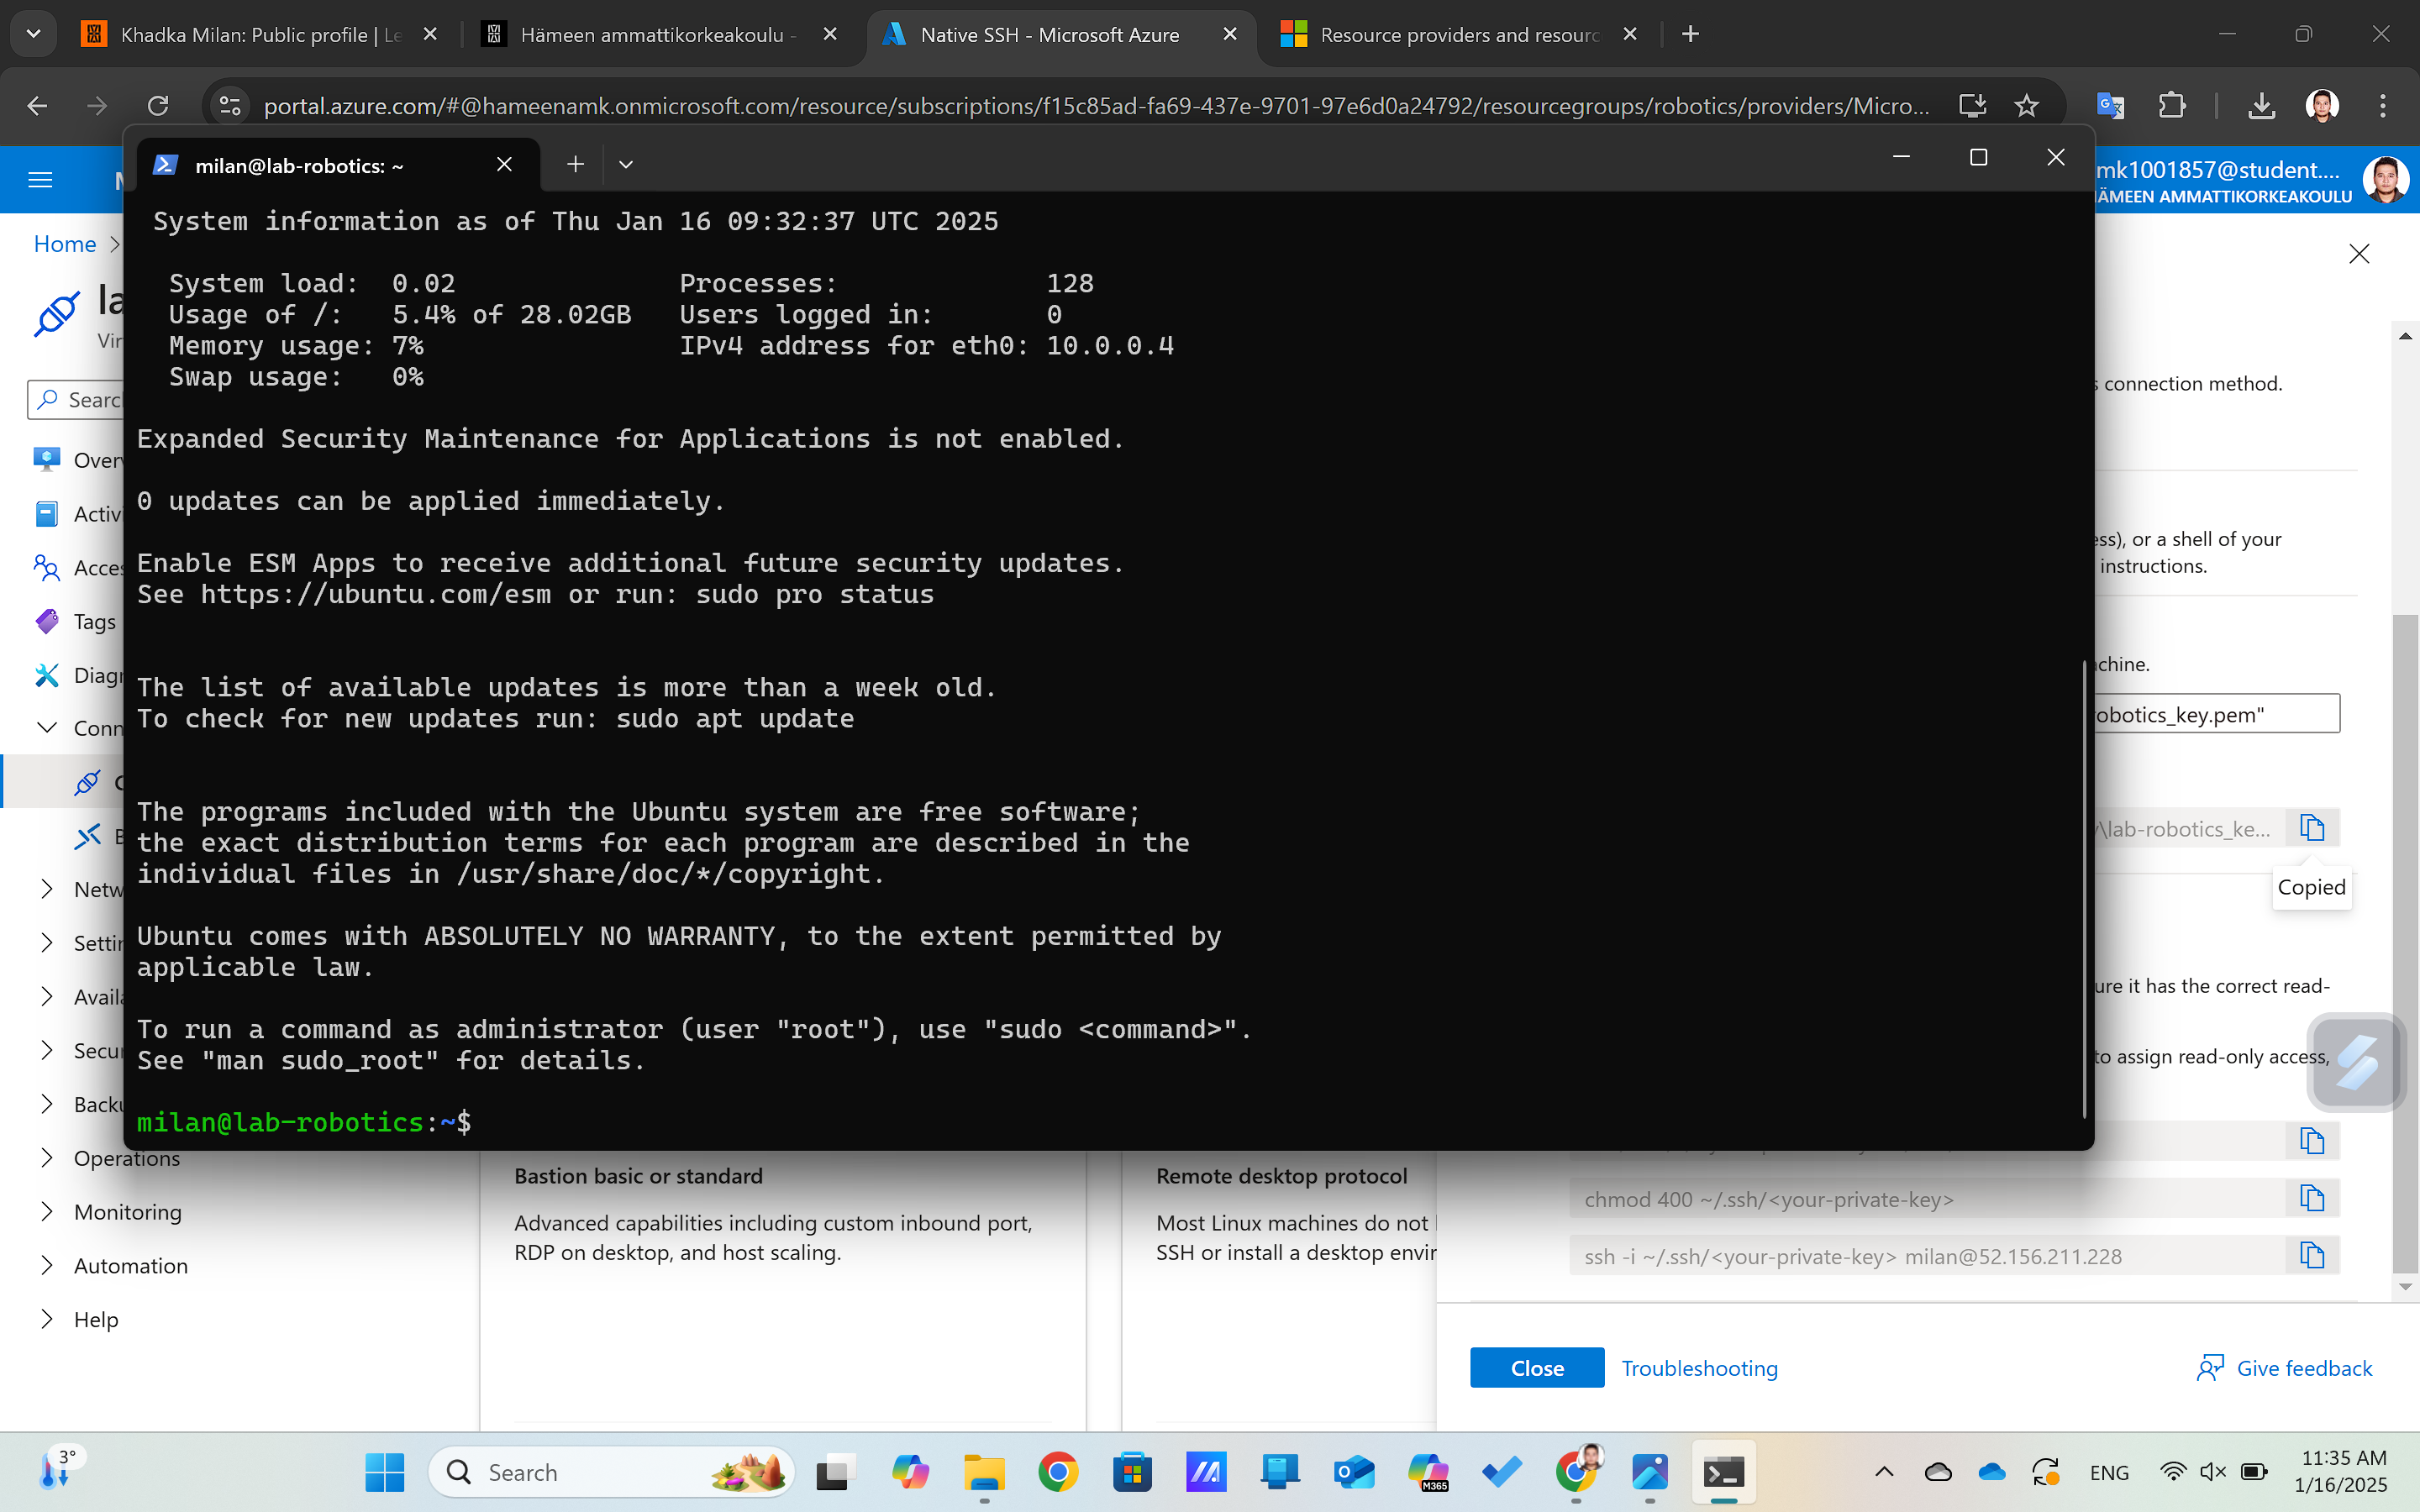 Khadka Milan: Public profile | Le
Hämeen ammattikorkeakoulu -
Native SSH - Microsoft Azure
Resource providers and resourc
portal.azure.com/#@hameenamk.onmicrosoft.com/resource/subscriptions/f15c85ad-fa69-437e-9701-97e6d0a24792/resourcegroups/robotics/providers/Micro...
milan@lab-robotics: ~
mk1001857@student....
ÄMEEN AMMATTIKORKEAKOULU
Home
System information as of Thu Jan 16 09:32:37 UTC 2025
System load: 0.02 Processes: 128
Usage of /: 5.4% of 28.02GB Users logged in: 0
Memory usage: 7% IPv4 address for eth0: 10.0.0.4
Swap usage: 0%
Expanded Security Maintenance for Applications is not enabled.
0 updates can be applied immediately.
Enable ESM Apps to receive additional future security updates.
See https://ubuntu.com/esm or run: sudo pro status
The list of available updates is more than a week old.
To check for new updates run: sudo apt update
The programs included with the Ubuntu system are free software;
the exact distribution terms for each program are described in the
individual files in /usr/share/doc/*/copyright.
Ubuntu comes with ABSOLUTELY NO WARRANTY, to the extent permitted by
applicable law.
To run a command as administrator (user "root"), use "sudo <command>".
See "man sudo_root" for details.
milan@lab-robotics:~$
la
Vir
Searc
Over
Activi
Acces
Tags
Diagr
Conn
C
B
Netw
Settir
Availa
Secur
Backu
Operations
Monitoring
Automation
Help
s connection method.
ess), or a shell of your
instructions.
achine.
obotics_key.pem"
y\lab-robotics_ke...
Copied
ure it has the correct read-
to assign read-only access,
Bastion basic or standard
Advanced capabilities including custom inbound port,
RDP on desktop, and host scaling.
Remote desktop protocol
Most Linux machines do not
SSH or install a desktop envir
chmod 400 ~/.ssh/<your-private-key>
ssh -i ~/.ssh/<your-private-key> milan@52.156.211.228
Close
Troubleshooting
Give feedback
3°
Search
M365
ENG
11:35 AM
1/16/2025